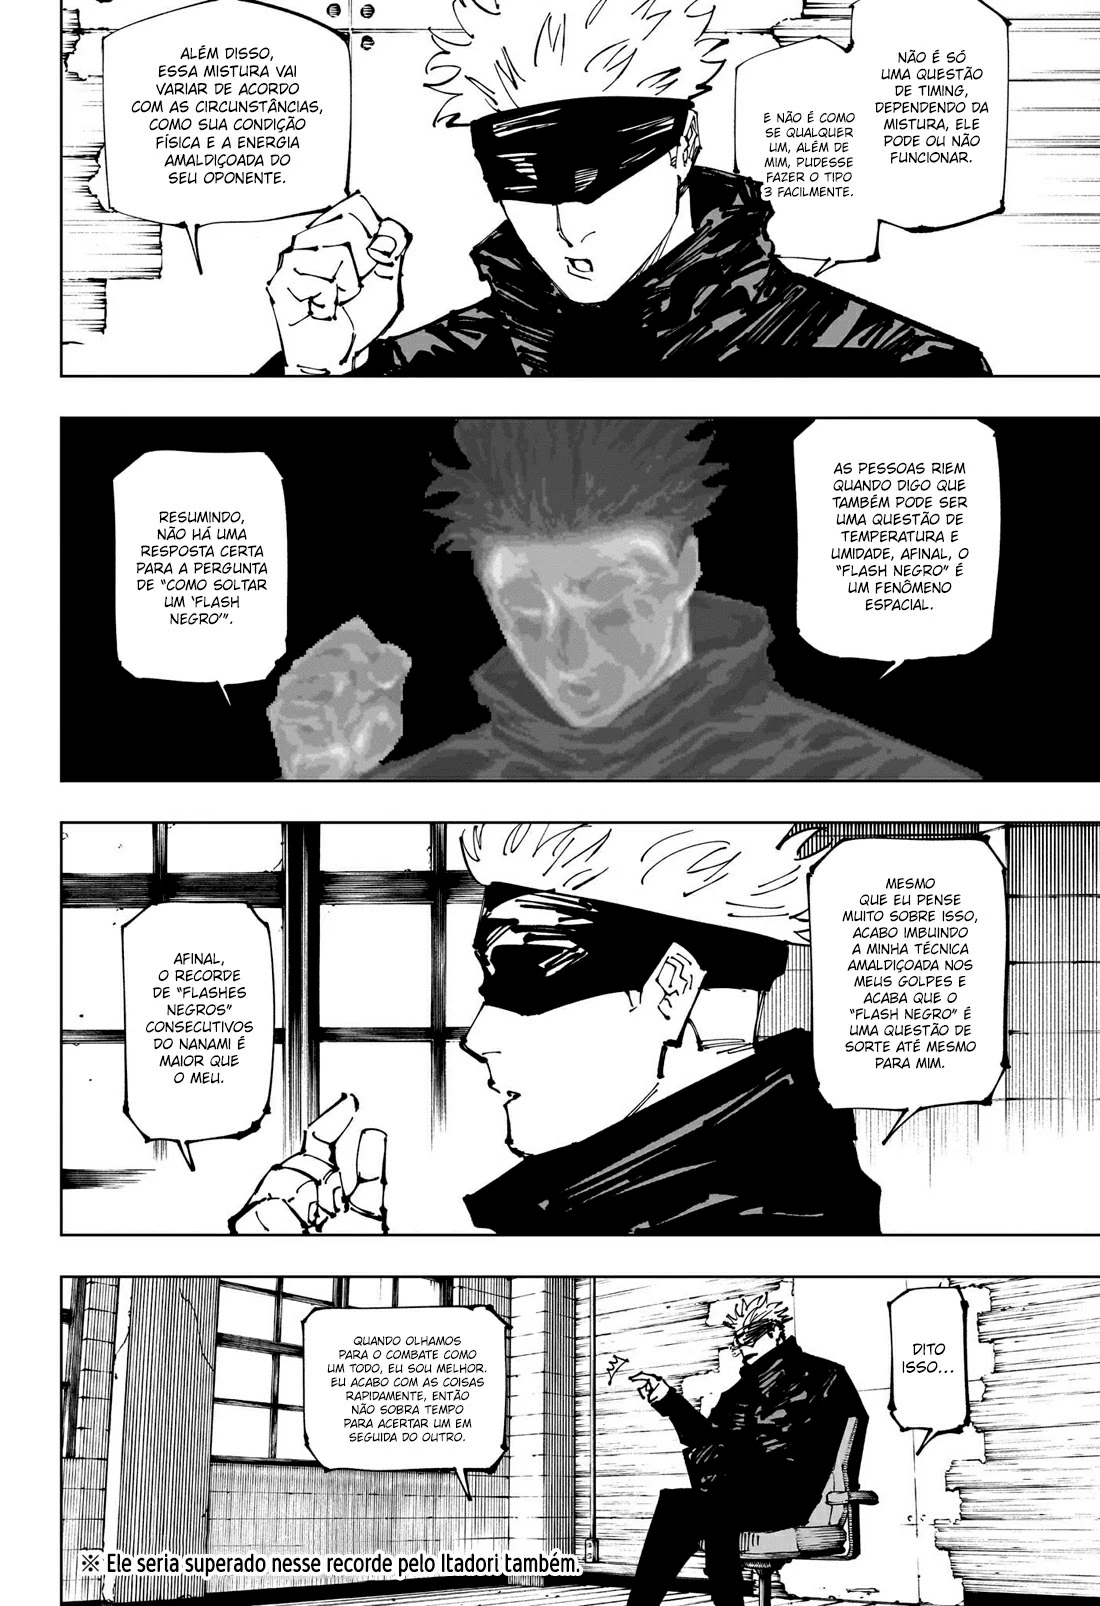 NÃO É SÓ
UMA QUESTÃO
DE TIMING,
DEPENDENDO DA
MISTURA, ELE
PODE OU NÃO
FUNCIONAR.
E NÃO É COMO
SE QUALQUER
UM, ALÉM DE
MIM, PUDESSE
FAZER O TIPO
3 FACILMENTE.
ALÉM DISSO,
ESSA MISTURA VAI
VARIAR DE ACORDO
COM AS CIRCUNSTÂNCIAS,
COMO SUA CONDIÇÃO
FÍSICA E A ENERGIA
AMALDIÇOADA DO
SEU OPONENTE.
AS PESSOAS RIEM
QUANDO DIGO QUE
TAMBÉM PODE SER
UMA QUESTÃO DE
TEMPERATURA E
UMIDADE, AFINAL, O
"FLASH NEGRO" É
UM FENÔMENO
ESPACIAL.
RESUMINDO,
NÃO HÁ UMA
RESPOSTA CERTA
PARA A PERGUNTA
DE "COMO SOLTAR
UM 'FLASH
NEGRO'".
MESMO
QUE EU PENSE
MUITO SOBRE ISSO,
ACABO IMBUINDO
A MINHA TÉCNICA
AMALDIÇOADA NOS
MEUS GOLPES E
ACABA QUE O
"FLASH NEGRO" É
UMA QUESTÃO DE
SORTE ATÉ MESMO
PARA MIM.
AFINAL,
O RECORDE
DE "FLASHES
NEGROS"
CONSECUTIVOS
DO NANAMI É
MAIOR QUE
O MEU.
DITO
ISSO...
QUANDO OLHAMOS
PARA O COMBATE COMO
UM TODO, EU SOU MELHOR.
EU ACABO COM AS COISAS
RAPIDAMENTE, ENTÃO
NÃO SOBRA TEMPO
PARA ACERTAR UM EM
SEGUIDA DO OUTRO.
※ Ele seria superado nesse recorde pelo Itadori também.